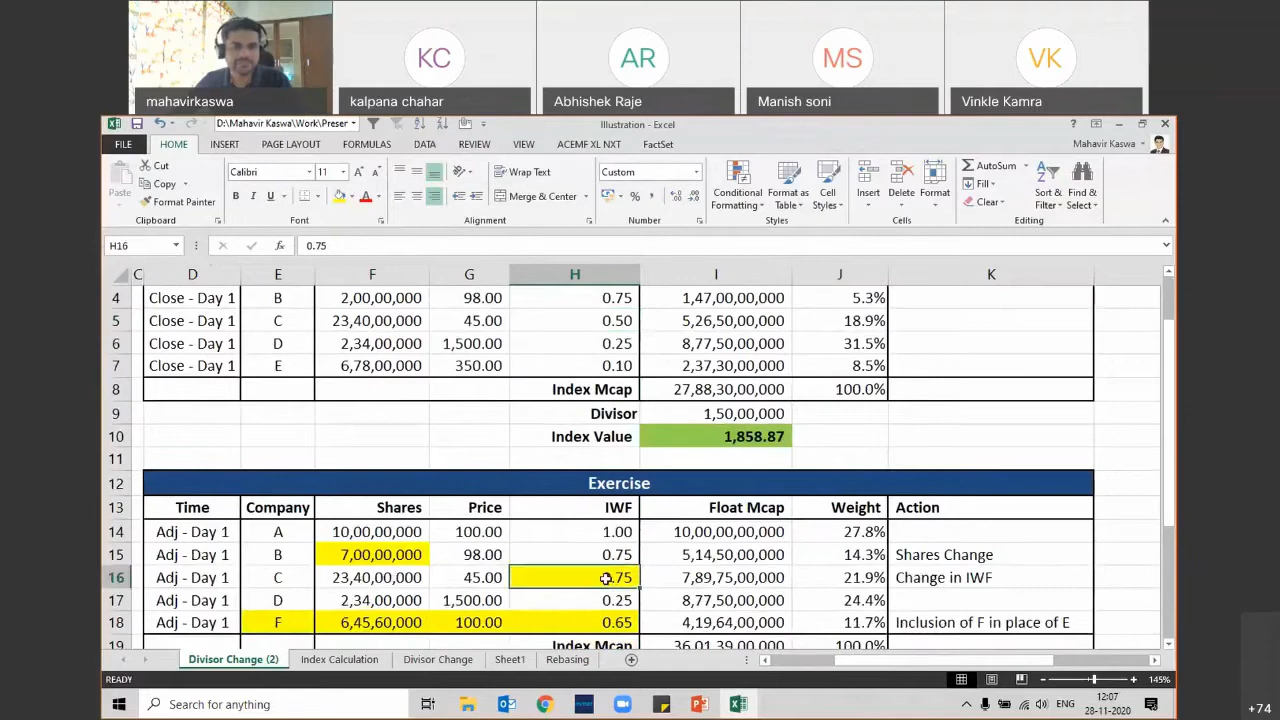 KC
AR
MS
VK
mahavirkaswa
kalpana chahar
Abhishek Raje
Manish soni
Vinkle Kamra
D:\Mahavir Kaswa\Work\Preser
Illustration - Excel
?
FILE
HOME
INSERT
PAGE LAYOUT
FORMULAS
DATA
REVIEW
VIEW
ACEMF XL NXT
FactSet
Mahavir Kaswa
Paste
Cut
Copy
Format Painter
Clipboard
Calibri
11
B I U
Font
Wrap Text
Merge & Center
Alignment
Custom
Number
Conditional Formatting
Format as Table
Cell Styles
Styles
Insert
Delete
Format
Cells
AutoSum
Fill
Clear
Sort & Filter
Find & Select
Editing
H16
fx
0.75
C D E F G H I J K
4 Close - Day 1 B 2,00,00,000 98.00 0.75 1,47,00,00,000 5.3%
5 Close - Day 1 C 23,40,00,000 45.00 0.50 5,26,50,00,000 18.9%
6 Close - Day 1 D 2,34,00,000 1,500.00 0.25 8,77,50,00,000 31.5%
7 Close - Day 1 E 6,78,00,000 350.00 0.10 2,37,30,00,000 8.5%
8 Index Mcap 27,88,30,00,000 100.0%
9 Divisor 1,50,00,000
10 Index Value 1,858.87
11
12 Exercise
13 Time Company Shares Price IWF Float Mcap Weight Action
14 Adj - Day 1 A 10,00,00,000 100.00 1.00 10,00,00,00,000 27.8%
15 Adj - Day 1 B 7,00,00,000 98.00 0.75 5,14,50,00,000 14.3% Shares Change
16 Adj - Day 1 C 23,40,00,000 45.00 0.75 7,89,75,00,000 21.9% Change in IWF
17 Adj - Day 1 D 2,34,00,000 1,500.00 0.25 8,77,50,00,000 24.4%
18 Adj - Day 1 F 6,45,60,000 100.00 0.65 4,19,64,00,000 11.7% Inclusion of F in place of E
19 Index Mcap 36,01,39,00,000 100.0%
Divisor Change (2)
Index Calculation
Divisor Change
Sheet1
Rebasing
READY
145%
Search for anything
ENG
12:07
28-11-2020
+74